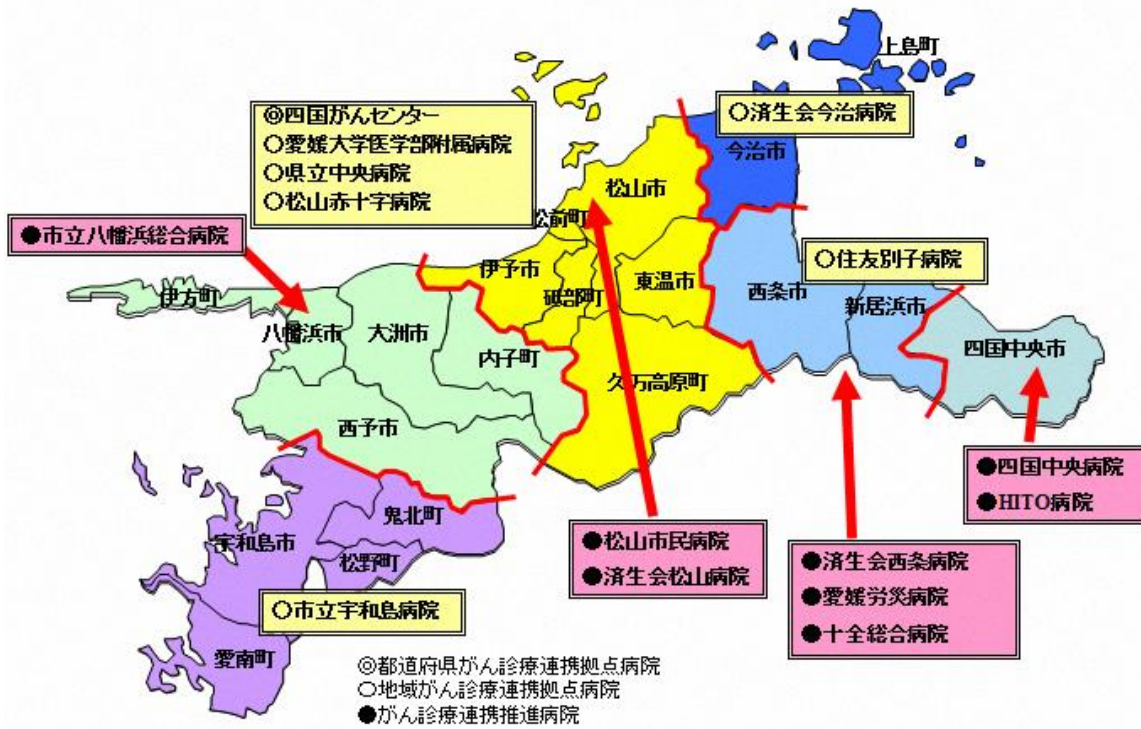 上島町
◎四国がんセンター
○愛媛大学医学部附属病院
○県立中央病院
○松山赤十字病院
○済生会今治病院
今治市
松山市
松前町
●市立八幡浜総合病院
伊予市
砥部町
東温市
○住友別子病院
西条市
新居浜市
四国中央市
伊方町
八幡浜市
大洲市
内子町
久万高原町
西予市
●四国中央病院
●HITO病院
鬼北町
宇和島市
松野町
●松山市民病院
●済生会松山病院
●済生会西条病院
●愛媛労災病院
●十全総合病院
○市立宇和島病院
愛南町
◎都道府県がん診療連携拠点病院
○地域がん診療連携拠点病院
●がん診療連携推進病院